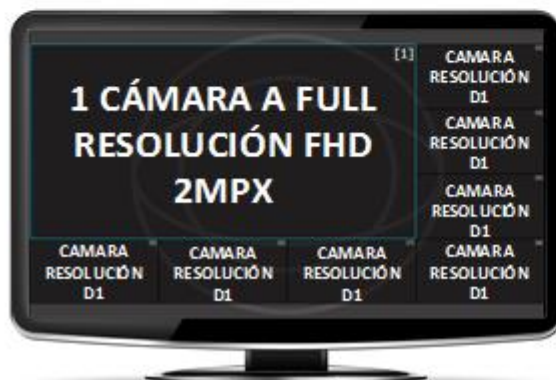 [1]
1 CÁMARA A FULL
RESOLUCIÓN FHD
2MPX
CAMARA
RESOLUCIÓN
D1
CAMARA
RESOLUCIÓN
D1
CAMARA
RESOLUCIÓN
D1
CAMARA
RESOLUCIÓN
D1
CAMARA
RESOLUCIÓN
D1
CAMARA
RESOLUCIÓN
D1
CAMARA
RESOLUCIÓN
D1